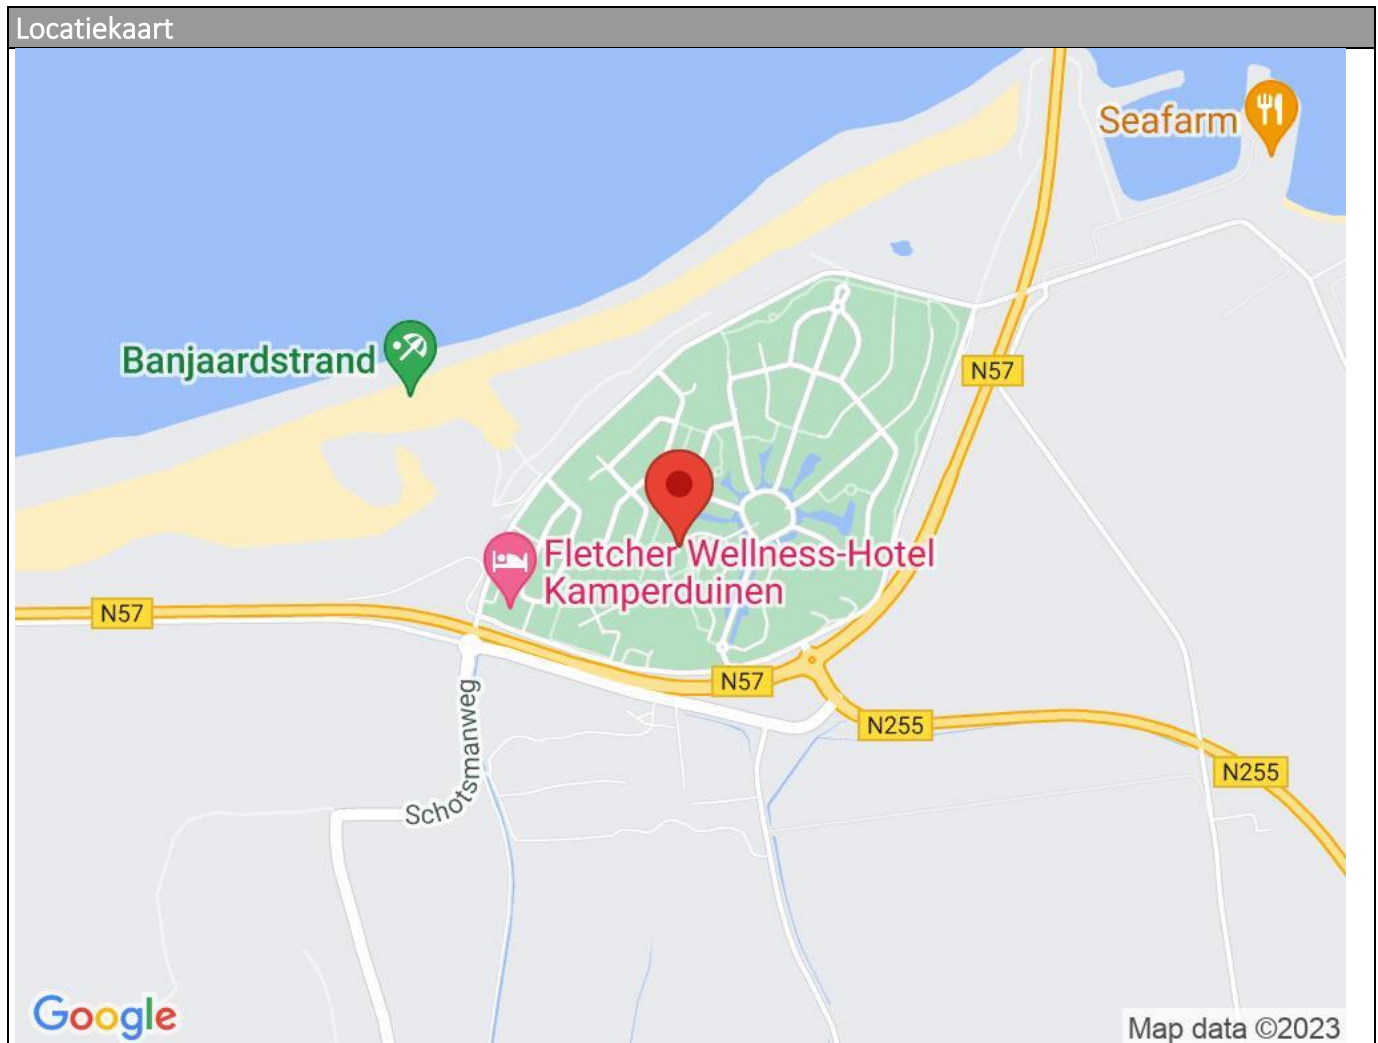 Locatiekaart
Seafarm
Banjaardstrand
N57
Fletcher Wellness-Hotel
Kamperduinen
N57
N57
N255
Schotsmanweg
N255
Google
Map data ©2023